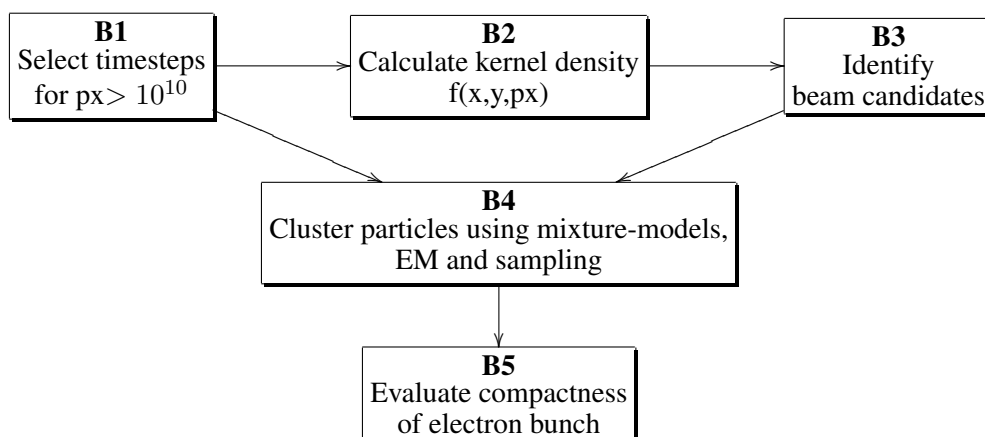 B1
Select timesteps
for px> 10^10
B2
Calculate kernel density
f(x,y,px)
B3
Identify
beam candidates
B4
Cluster particles using mixture-models,
EM and sampling
B5
Evaluate compactness
of electron bunch